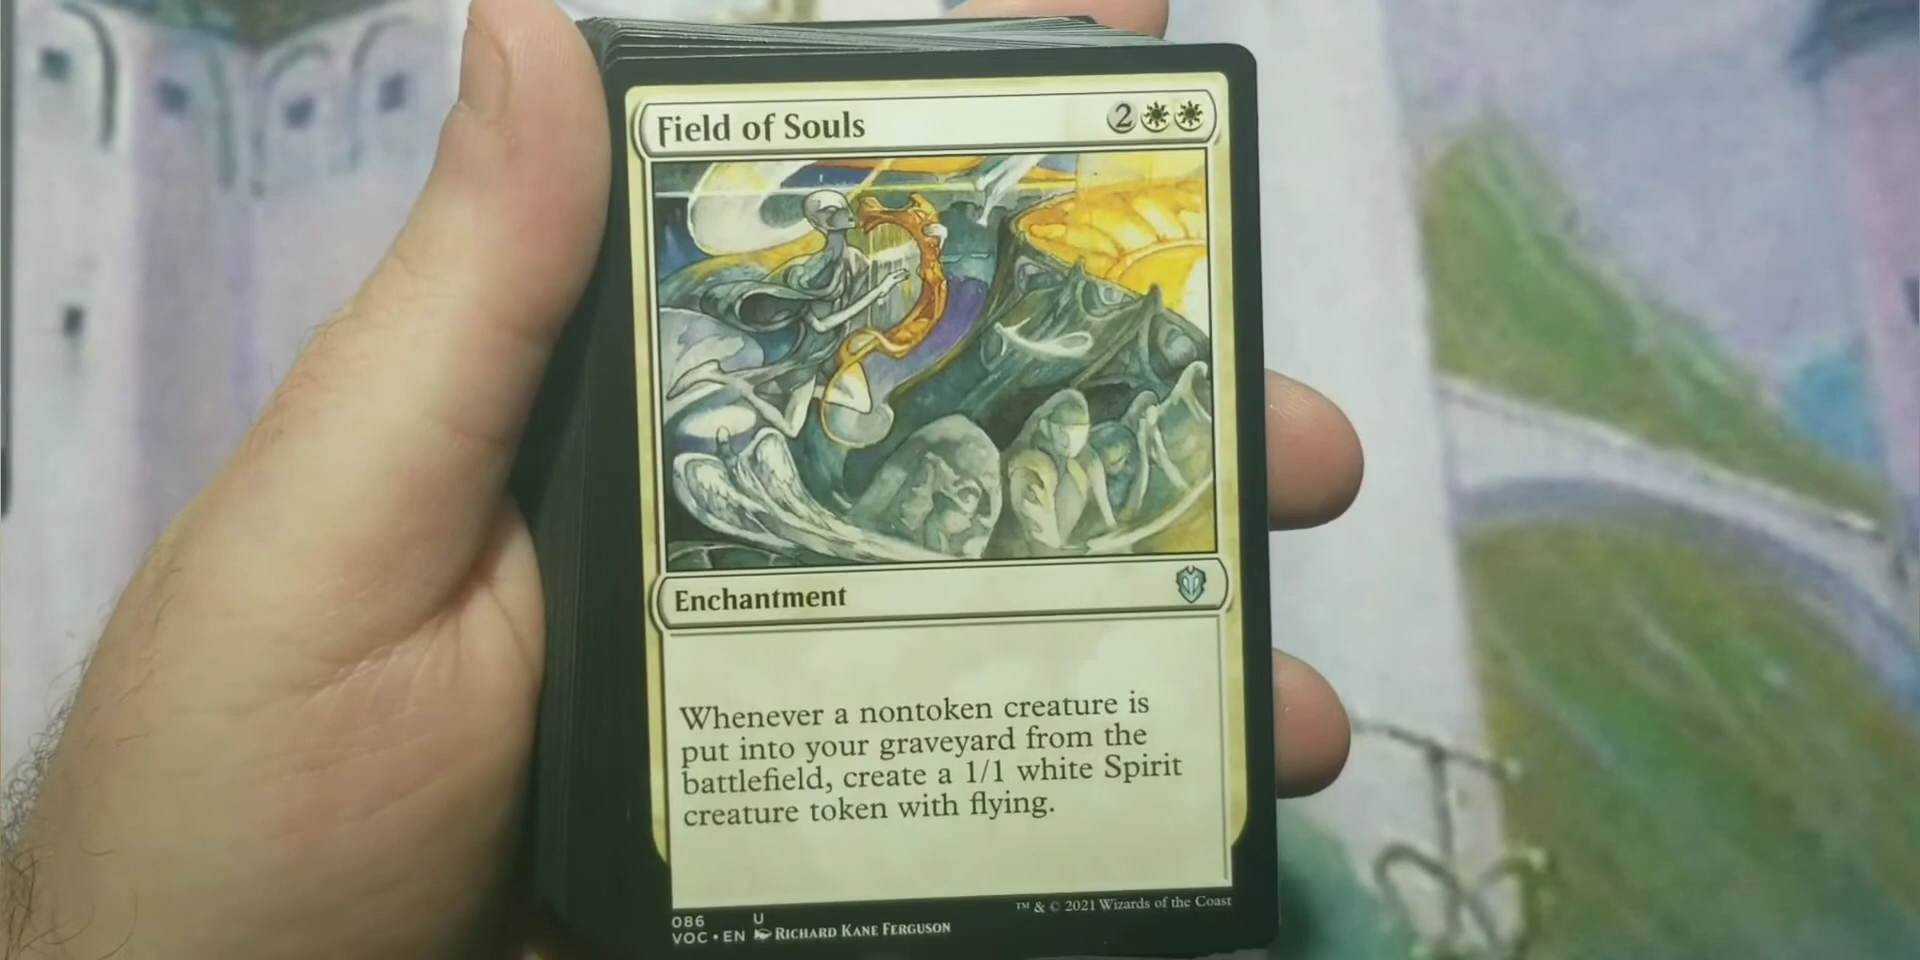 Field of Souls 2
Enchantment
Whenever a nontoken creature is
put into your graveyard from the
battlefield, create a 1/1 white Spirit
creature token with flying.
086 U
VOC • EN RICHARD KANE FERGUSON
™ & © 2021 Wizards of the Coast